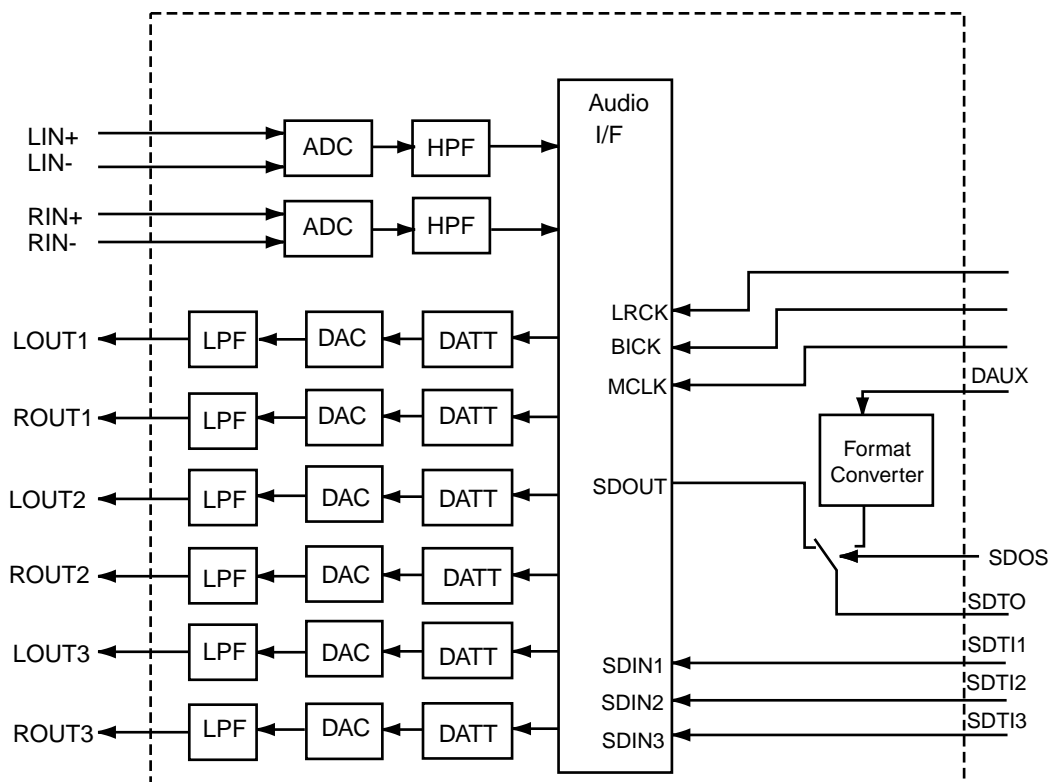 Audio
I/F
LIN+
LIN-
ADC
HPF
RIN+
RIN-
ADC
HPF
LRCK
BICK
MCLK
DAUX
Format
Converter
SDOUT
SDOS
SDTO
SDIN1
SDTI1
SDIN2
SDTI2
SDIN3
SDTI3
LOUT1
LPF
DAC
DATT
ROUT1
LPF
DAC
DATT
LOUT2
LPF
DAC
DATT
ROUT2
LPF
DAC
DATT
LOUT3
LPF
DAC
DATT
ROUT3
LPF
DAC
DATT